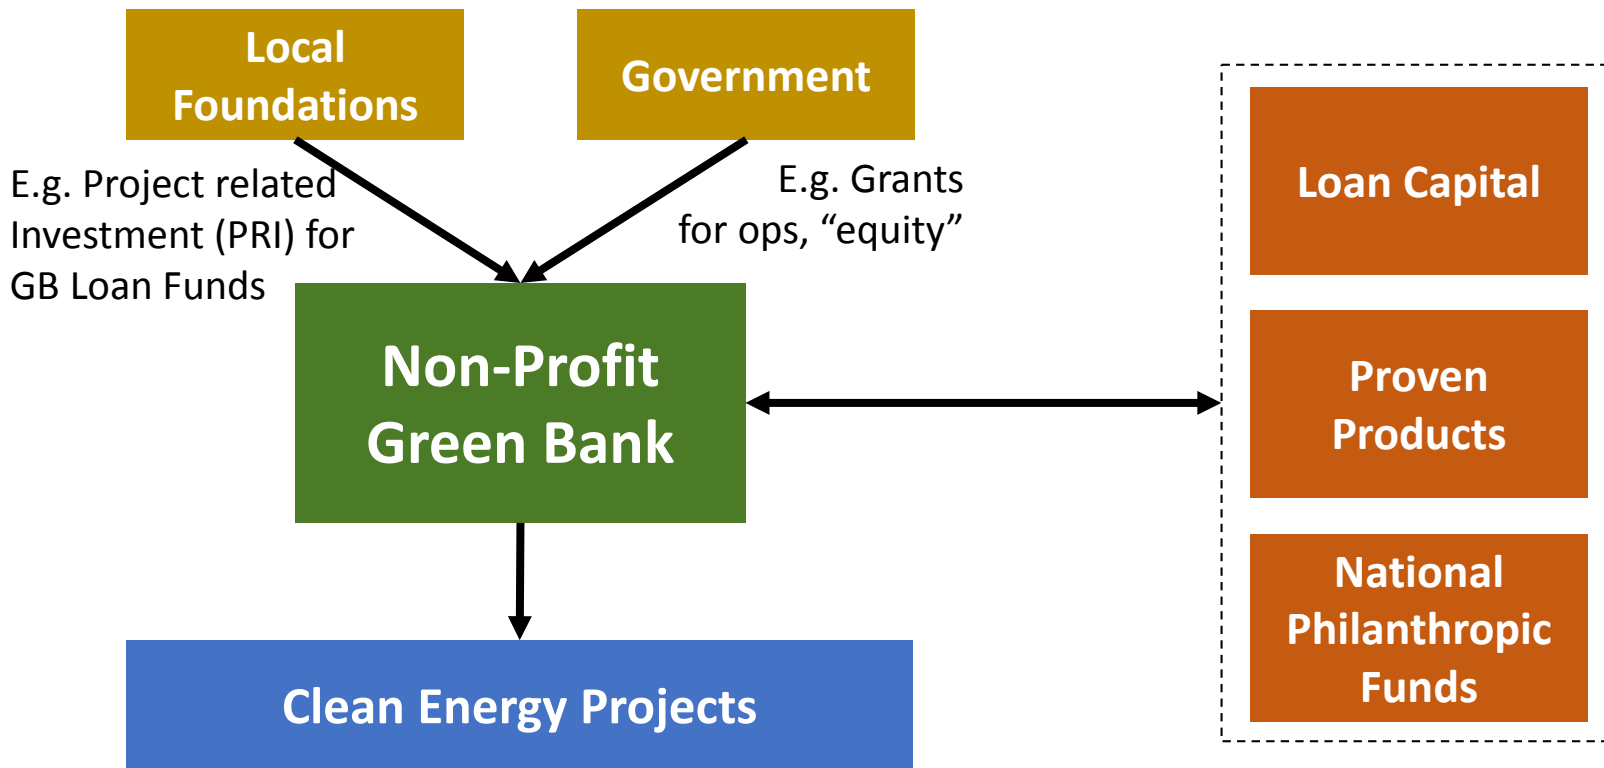 Local
Foundations
Government
E.g. Project related
Investment (PRI) for
GB Loan Funds
E.g. Grants
for ops, “equity”
Non-Profit
Green Bank
Clean Energy Projects
Loan Capital
Proven
Products
National
Philanthropic
Funds